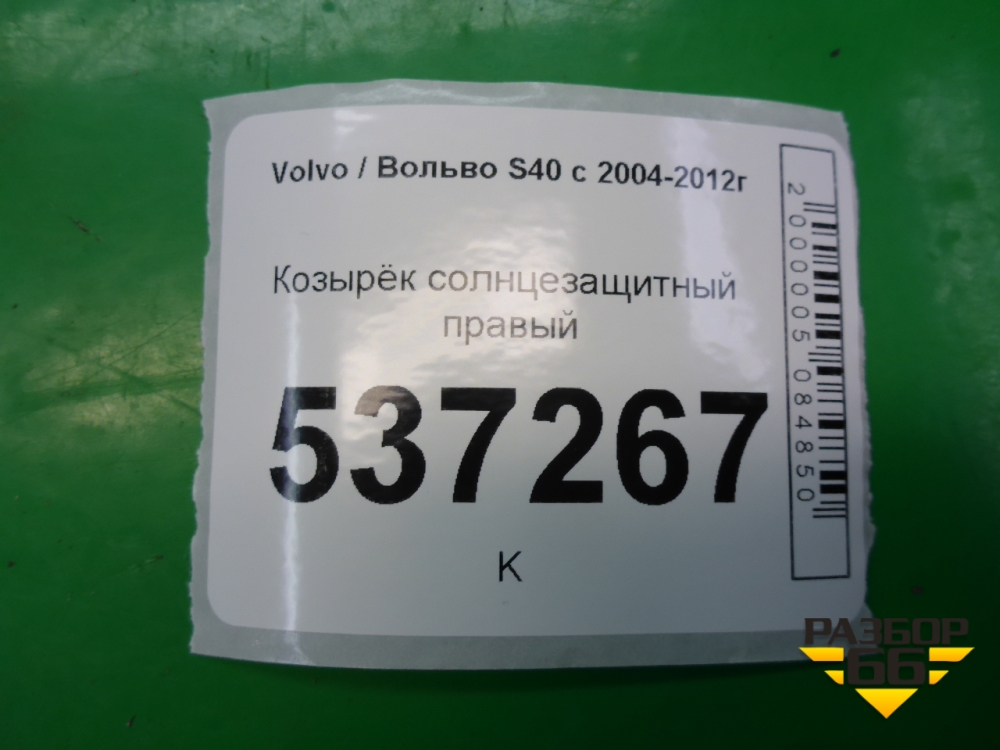 Volvo / Вольво S40 с 2004-2012г
Козырёк солнцезащитный
правый
537267
К
2000005084850
РАЗБОР
66